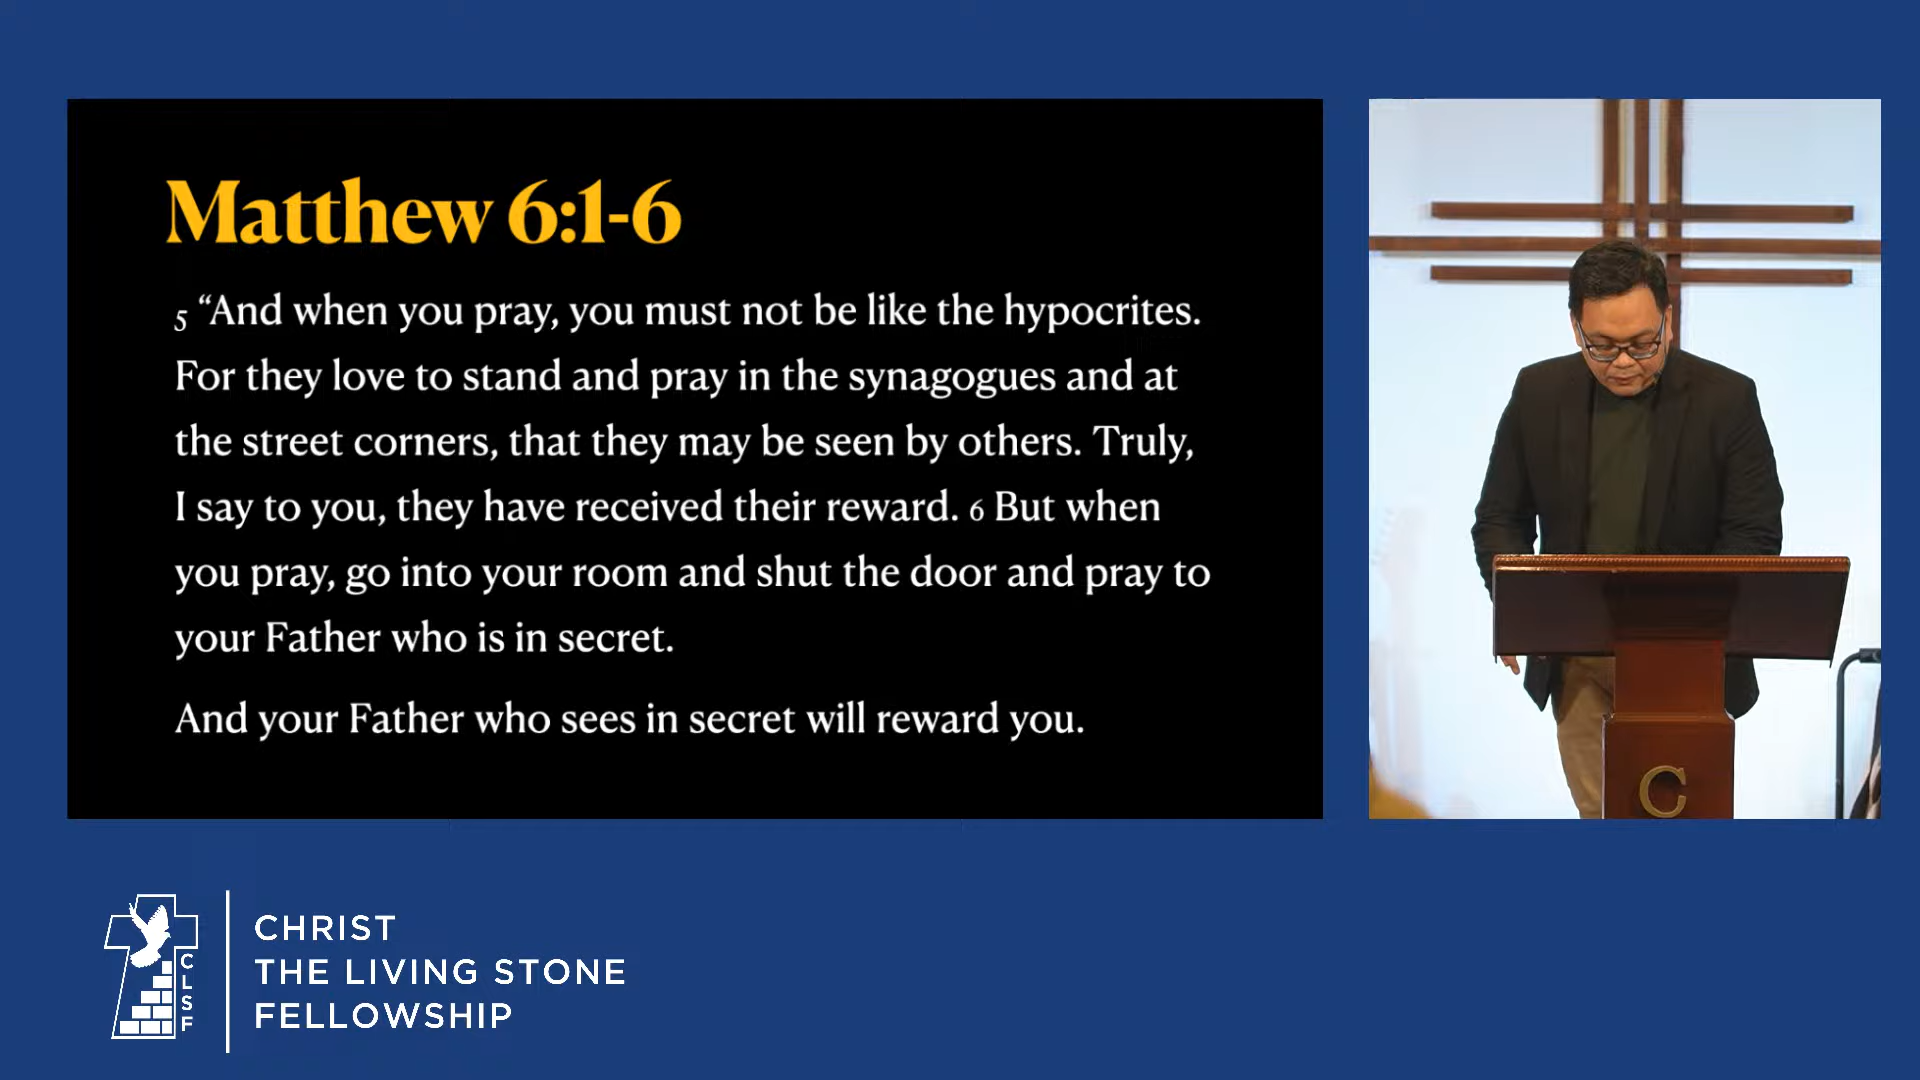 Matthew 6:1-6
5 “And when you pray, you must not be like the hypocrites.
For they love to stand and pray in the synagogues and at
the street corners, that they may be seen by others. Truly,
I say to you, they have received their reward. 6 But when
you pray, go into your room and shut the door and pray to
your Father who is in secret.
And your Father who sees in secret will reward you.
C
CLSF
CHRIST
THE LIVING STONE
FELLOWSHIP